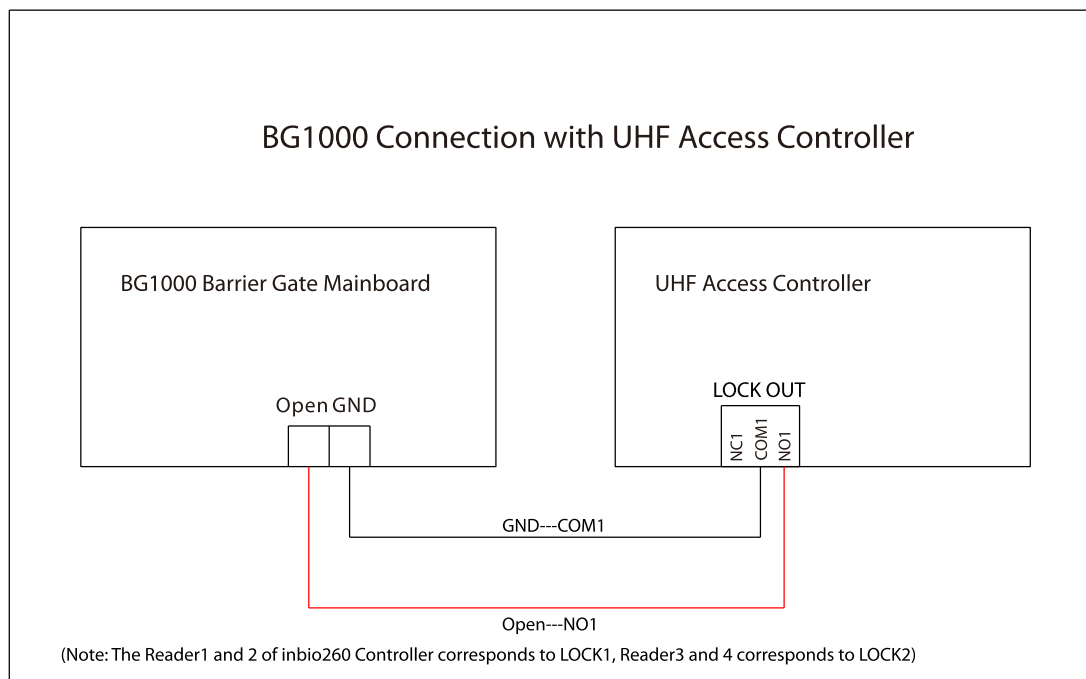 BG1000 Connection with UHF Access Controller
BG1000 Barrier Gate Mainboard
UHF Access Controller
Open GND
LOCK OUT
NC1
COM1
NO1
GND---COM1
Open---NO1
(Note: The Reader1 and 2 of inbio260 Controller corresponds to LOCK1, Reader3 and 4 corresponds to LOCK2)